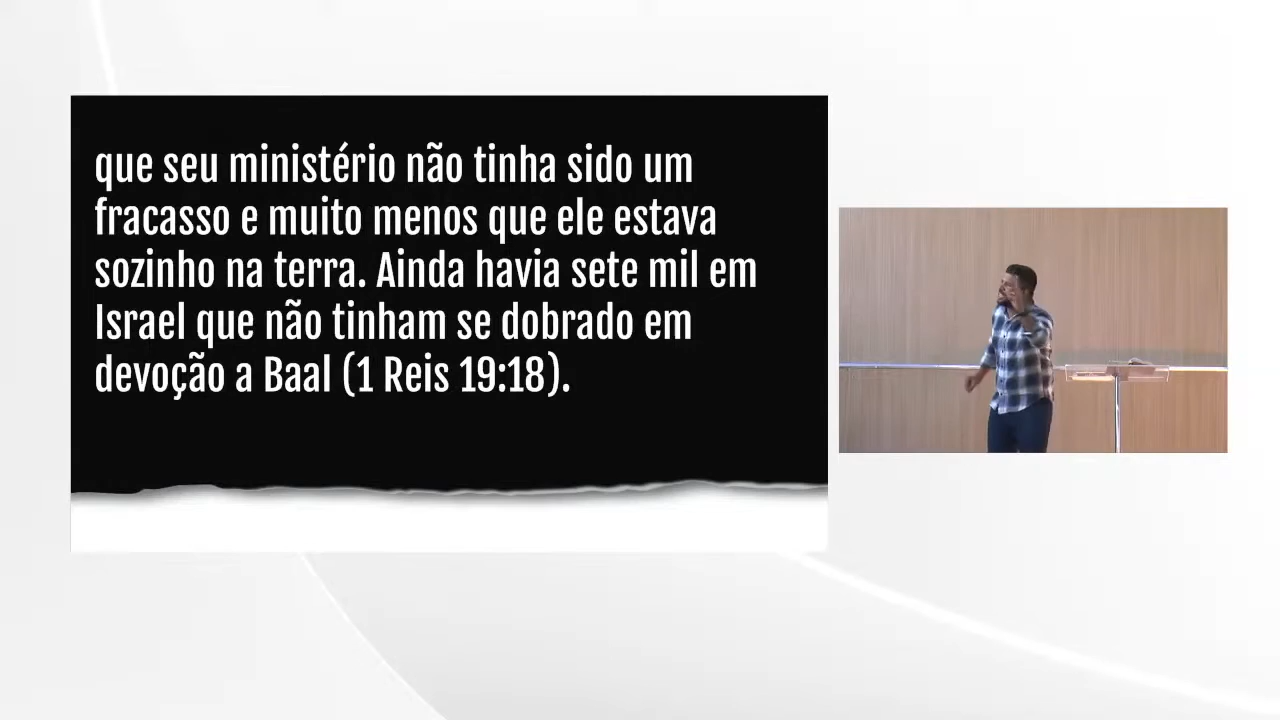 que seu ministério não tinha sido um
fracasso e muito menos que ele estava
sozinho na terra. Ainda havia sete mil em
Israel que não tinham se dobrado em
devoção a Baal (1 Reis 19:18).